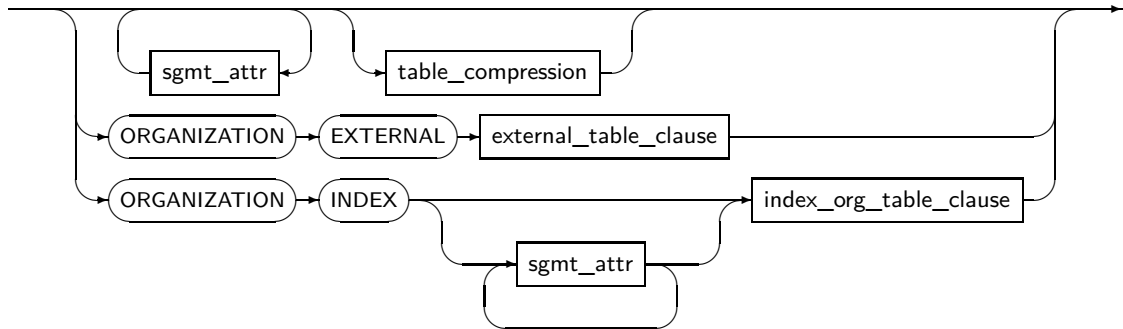 sgmt_attr table_compression
ORGANIZATION EXTERNAL external_table_clause
ORGANIZATION INDEX index_org_table_clause
sgmt_attr